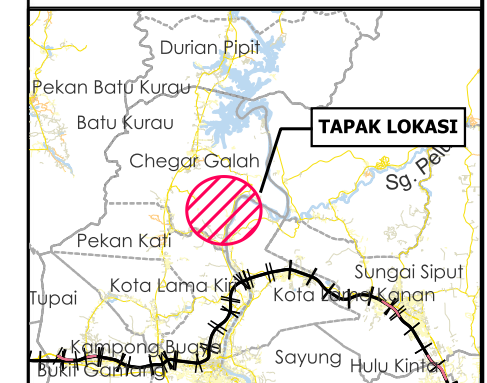 Durian Pipit
Pekan Batu Kurau
Batu Kurau
TAPAK LOKASI
Chegar Galah
Sg. Pelu
Pekan Kati
Sungai Siput
Kota Lama Kiri
Tupai
Kota Lama Kanan
Kampong Buaya
Sayung
Hulu Kinta
Bukit Gantang